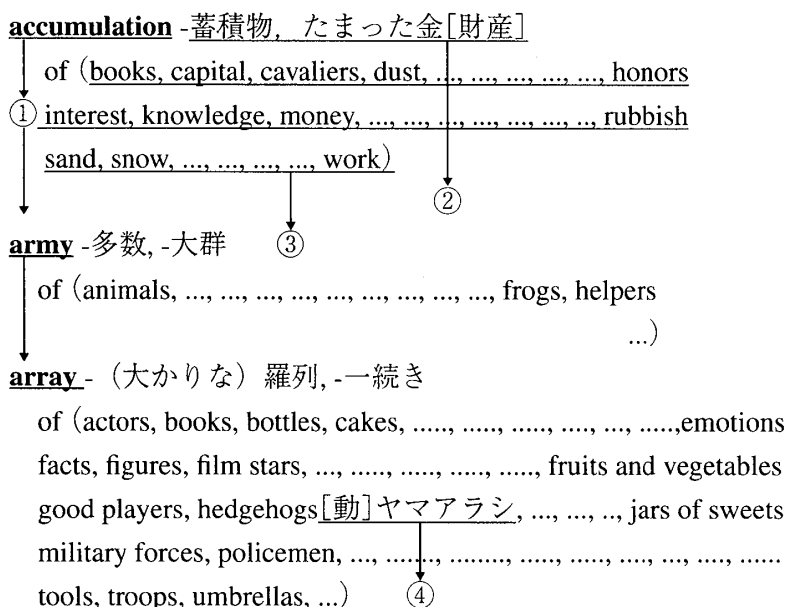 accumulation -蓄積物, たまった金[財産]
of (books, capital, cavaliers, dust, ..., ..., ..., ..., ..., honors
① interest, knowledge, money, ..., ..., ..., ..., ..., ..., .., rubbish
sand, snow, ..., ..., ..., ..., work)
②
army -多数, -大群 ③
of (animals, ..., ..., ..., ..., ..., ..., ..., ..., ..., frogs, helpers
...)
array - (大かりな) 羅列, -一続き
of (actors, books, bottles, cakes, ....., ....., ....., ...., ..., .....,emotions
facts, figures, film stars, ..., ....., ....., ....., ....., fruits and vegetables
good players, hedgehogs[動]ヤマアラシ, ..., ..., .., jars of sweets
military forces, policemen, ..., ......., ........, ....., ....., ...., ..., ...., ......
tools, troops, umbrellas, ...) ④